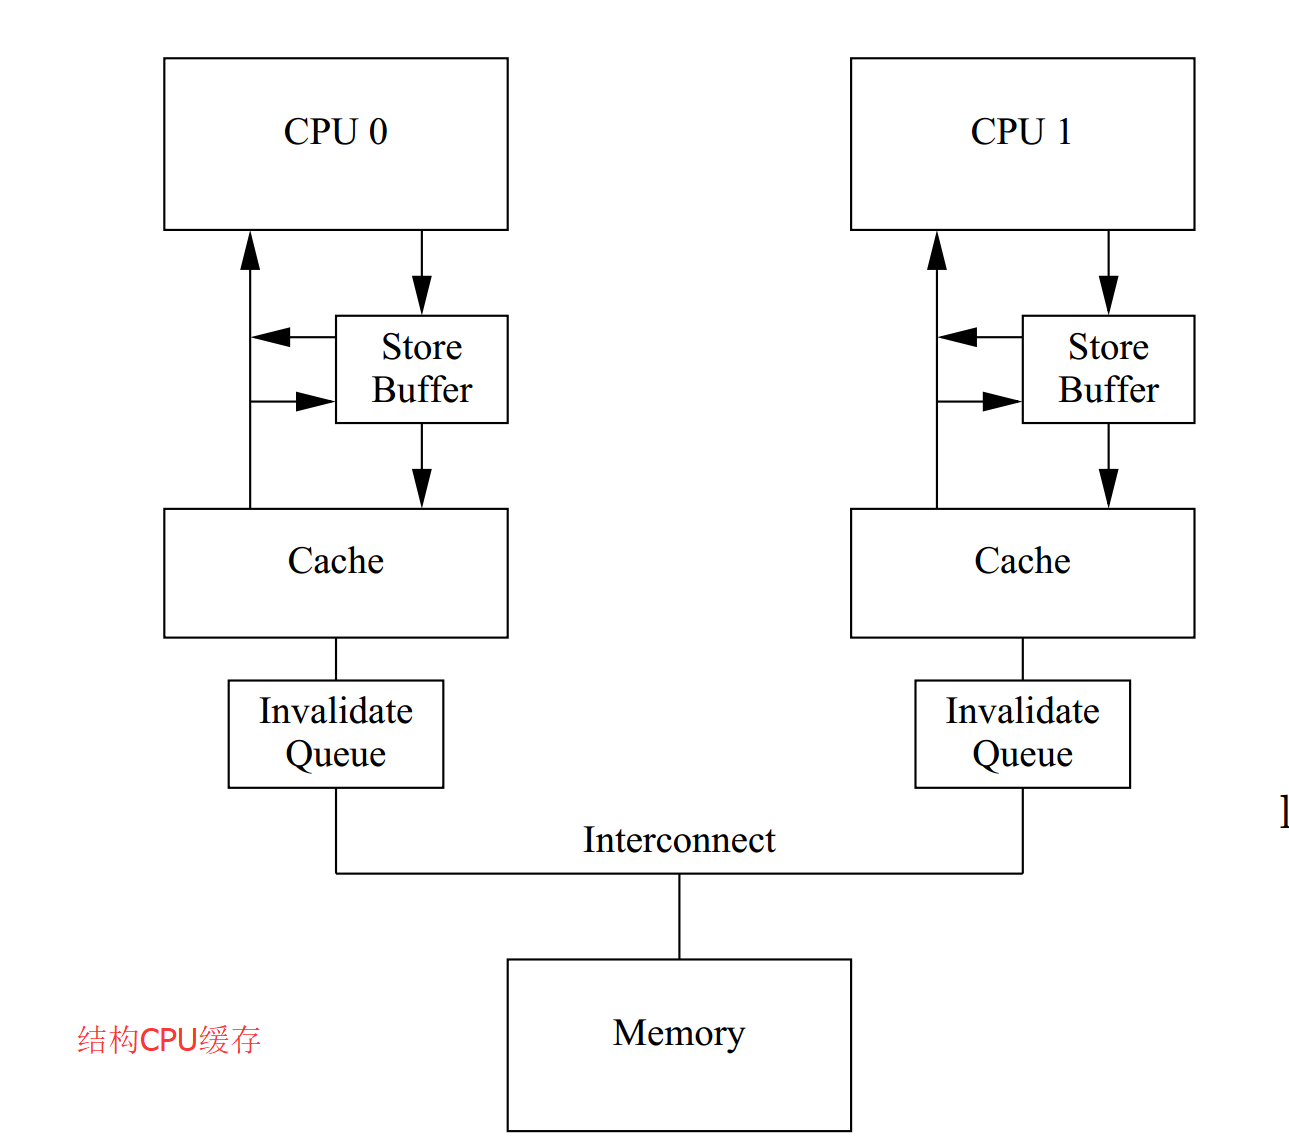 CPU 0
CPU 1
Store
Buffer
Store
Buffer
Cache
Cache
Invalidate
Queue
Invalidate
Queue
l
Interconnect
Memory
结构CPU缓存